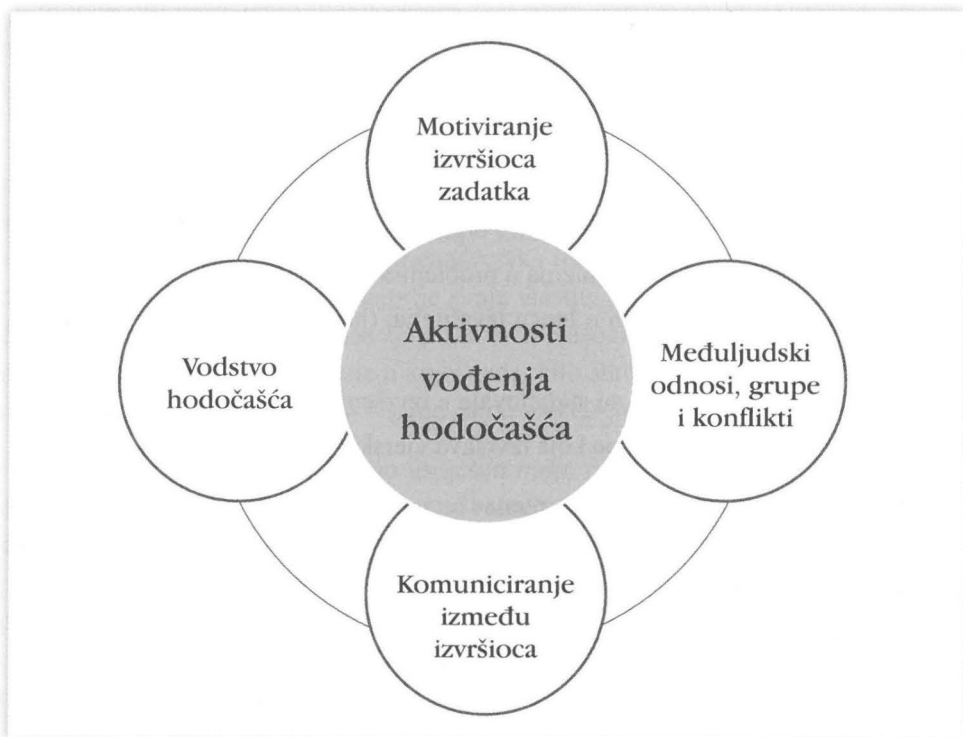 Motiviranje
izvršioca
zadatka
Vodstvo
hodočašća
Aktivnosti
vođenja
hodočašća
Međuljudski
odnosi, grupe
i konflikti
Komuniciranje
između
izvršioca